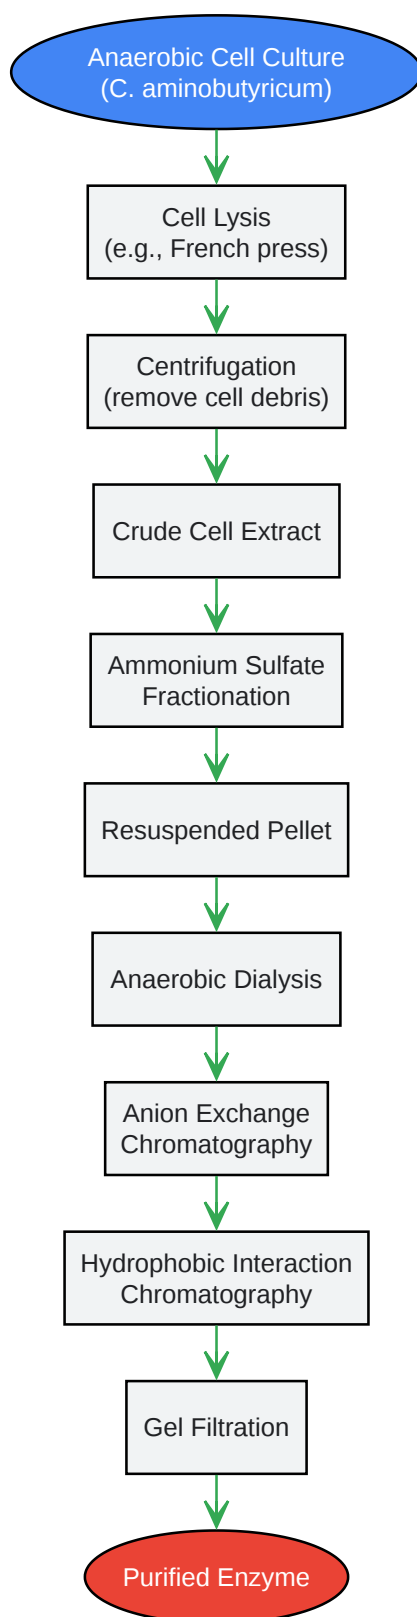 Anaerobic Cell Culture
(C. aminobutyricum)
Cell Lysis
(e.g., French press)
Centrifugation
(remove cell debris)
Crude Cell Extract
Ammonium Sulfate
Fractionation
Resuspended Pellet
Anaerobic Dialysis
Anion Exchange
Chromatography
Hydrophobic Interaction
Chromatography
Gel Filtration
Purified Enzyme